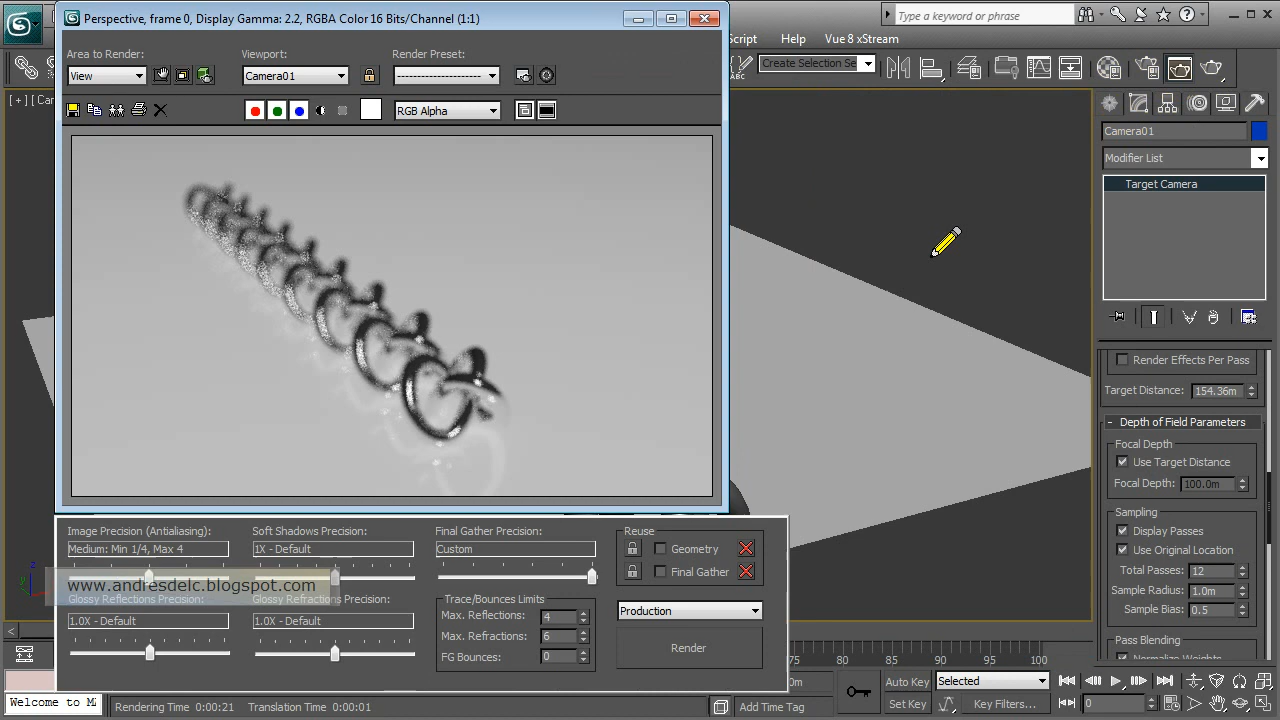 Perspective, frame 0, Display Gamma: 2.2, RGBA Color 16 Bits/Channel (1:1)
Type a keyword or phrase
Script Help Vue 8 xStream
Area to Render: Viewport: Render Preset:
View Camera01 ----------------------
RGB Alpha
ABC Create Selection Se
[ + ] [ Cam
Camera01
Modifier List
Target Camera
Render Effects Per Pass
Target Distance: 154.36m
- Depth of Field Parameters
Focal Depth
Use Target Distance
Focal Depth: 100.0m
Sampling
Display Passes
Use Original Location
Total Passes: 12
Sample Radius: 1.0m
Sample Bias: 0.5
Pass Blending
Normalize Weights
Image Precision (Antialiasing): Soft Shadows Precision: Final Gather Precision: Reuse
Medium: Min 1/4, Max 4 1X - Default Custom Geometry
Final Gather
www.andresdelc.blogspot.com
Glossy Reflections Precision: Glossy Refractions Precision: Trace/Bounces Limits
1.0X - Default 1.0X - Default Max. Reflections: 4 Production
Max. Refractions: 6
FG Bounces: 0 Render
z
75 80 85 90 95 100
Auto Key Selected
Set Key Key Filters... 0
Welcome to M
Rendering Time 0:00:21 Translation Time 0:00:01 Add Time Tag